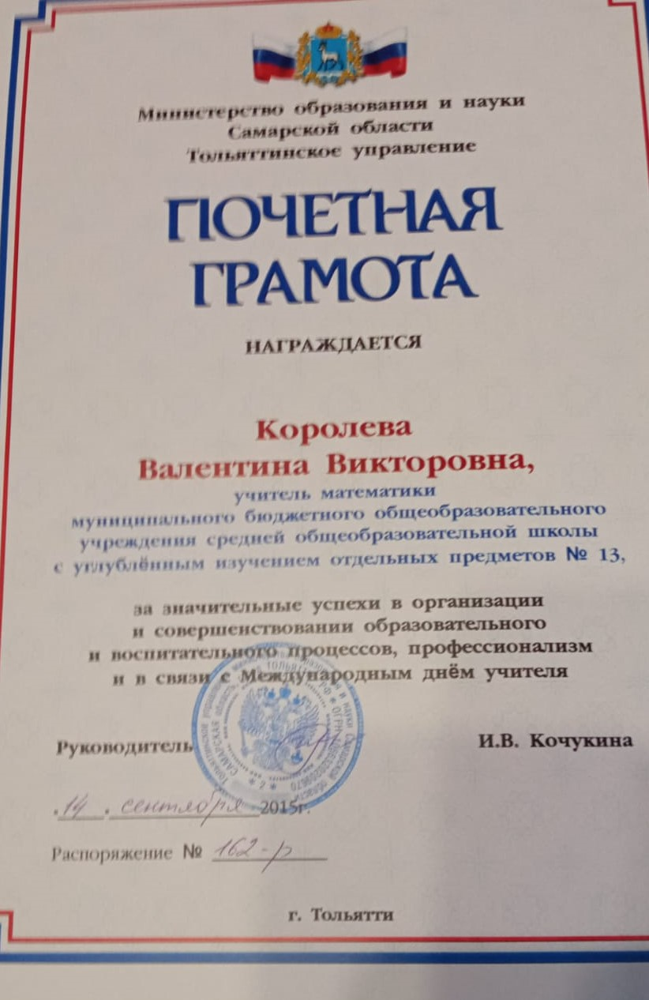 Министерство образования и науки
Самарской области
Тольяттинское управление
ПОЧЕТНАЯ
ГРАМОТА
НАГРАЖДАЕТСЯ
Королева
Валентина Викторовна,
учитель математики
муниципального бюджетного общеобразовательного
учреждения средней общеобразовательной школы
с углублённым изучением отдельных предметов № 13,
за значительные успехи в организации
и совершенствовании образовательного
и воспитательного процессов, профессионализм
и в связи с Международным днём учителя
Руководитель И.В. Кочукина
"14" сентября 2015г.
Распоряжение № 162-р
г. Тольятти